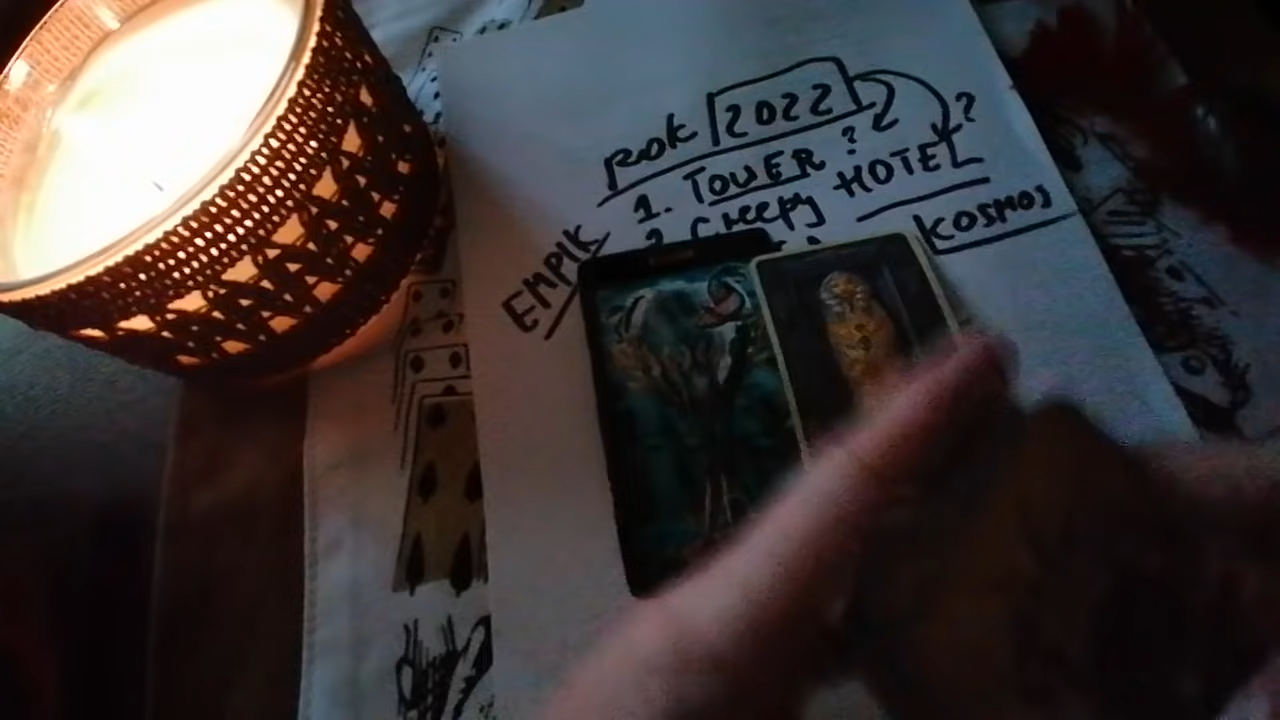 ROK 2022
?
1. TOWER ?
2. CREEPY HOTEL
KOSMOS
EMPIK